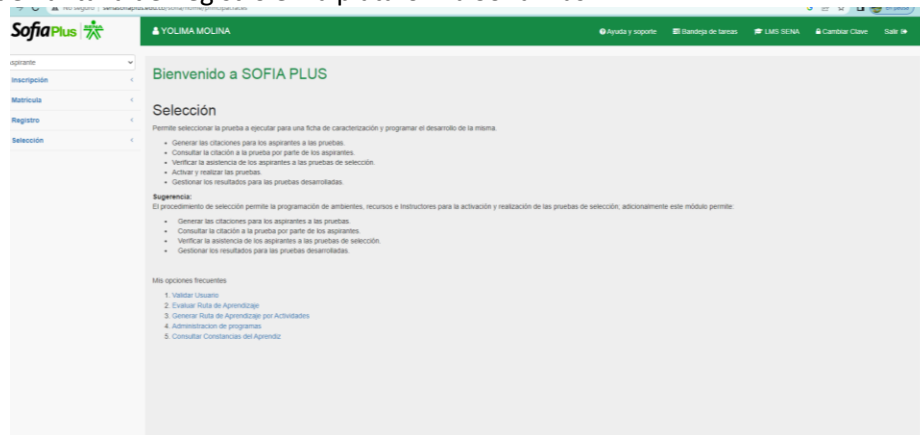 SofiaPlus
YOLIMA MOLINA
Ayuda y soporte
Bandeja de tareas
LMS SENA
Cambiar Clave
Salir
aspirante
Inscripción
Matrícula
Registro
Selección
Bienvenido a SOFIA PLUS
Selección
Permite seleccionar la prueba a ejecutar para una ficha de caracterización y programar el desarrollo de la misma.
Generar las citaciones para los aspirantes a las pruebas.
Consultar la citación a la prueba por parte de los aspirantes.
Verificar la asistencia de los aspirantes a las pruebas de selección.
Activar y realizar las pruebas.
Gestionar los resultados para las pruebas desarrolladas.
Sugerencia:
El procedimiento de selección permite la programación de ambientes, recursos e Instructores para la activación y realización de las pruebas de selección, adicionalmente este módulo permite:
Generar las citaciones para los aspirantes a las pruebas.
Consultar la citación a la prueba por parte de los aspirantes.
Verificar la asistencia de los aspirantes a las pruebas de selección.
Gestionar los resultados para las pruebas desarrolladas.
Mis opciones frecuentes
1. Validar Usuario
2. Evaluar Ruta de Aprendizaje
3. Generar Ruta de Aprendizaje por Actividades
4. Administracion de programas
5. Consultar Constancias del Aprendiz